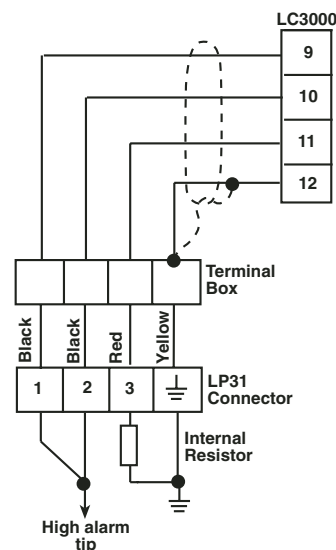 LC3000
9
10
11
12
Terminal
Box
Black
Black
Red
Yellow
1
2
3
LP31
Connector
Internal
Resistor
High alarm
tip